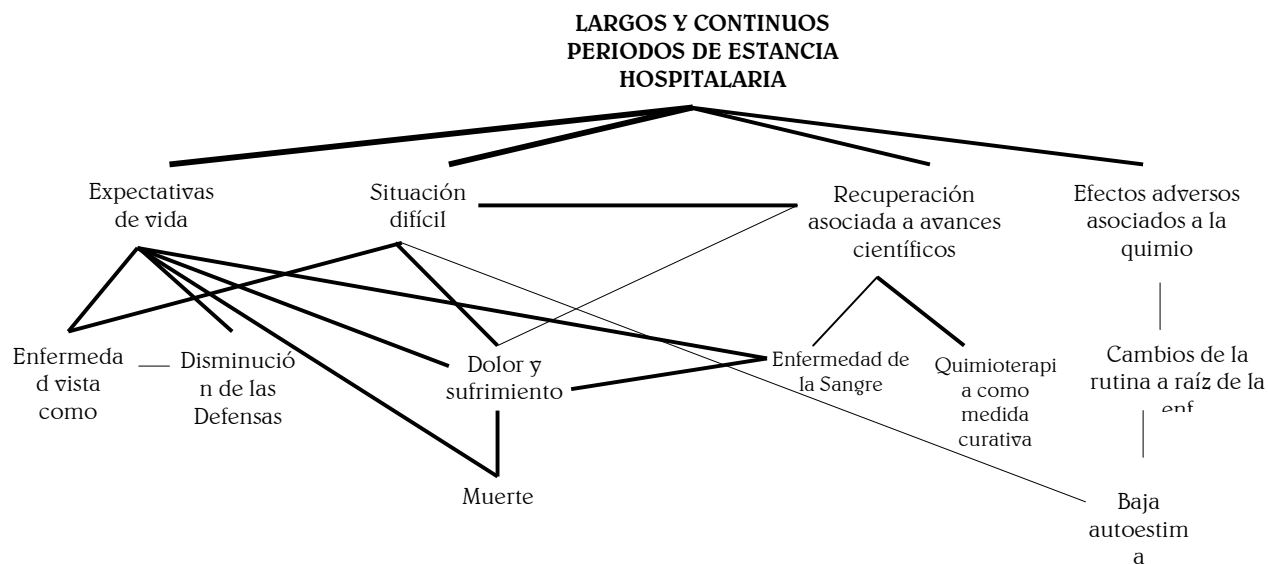 LARGOS Y CONTINUOS
PERIODOS DE ESTANCIA
HOSPITALARIA
Expectativas
de vida
Situación
difícil
Recuperación
asociada a avances
científicos
Efectos adversos
asociados a la
quimio
Enfermeda
d vista
como
Disminució
n de las
Defensas
Dolor y
sufrimiento
Enfermedad de
la Sangre
Quimioterapi
a como
medida
curativa
Cambios de la
rutina a raíz de la
enf
Muerte
Baja
autoestim
a